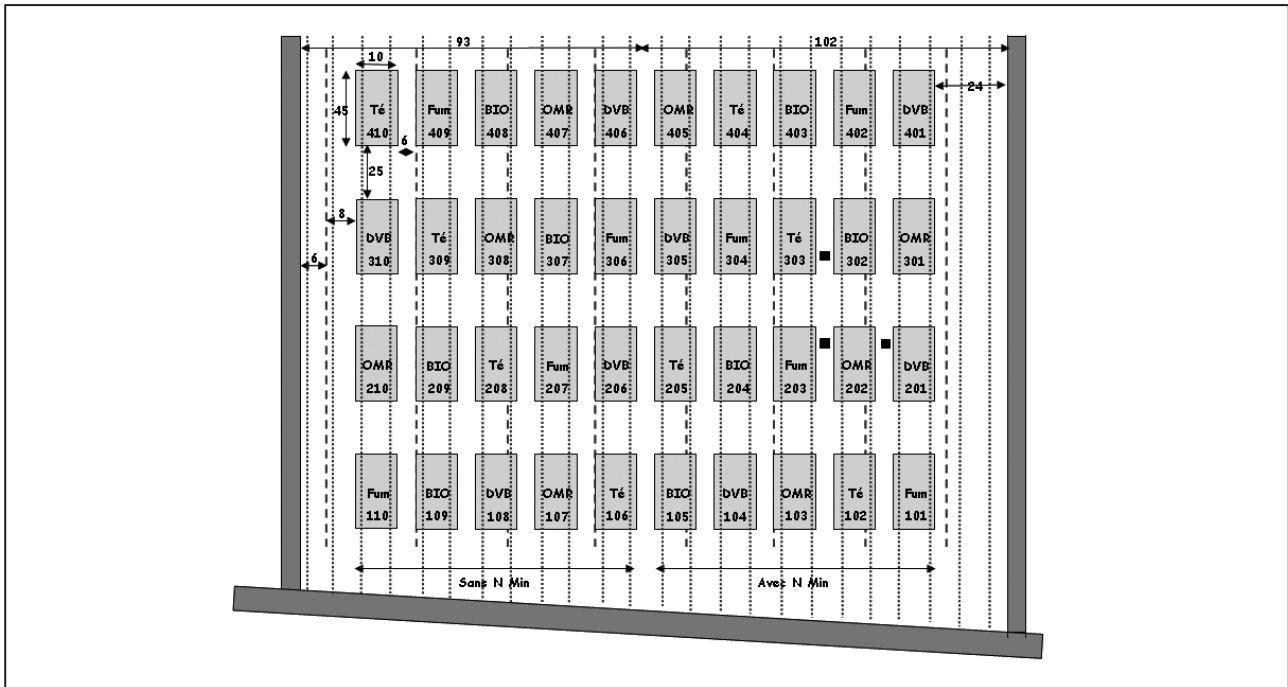 93 102
10
24
45
Té Fum BIO OMR DVB OMR Té BIO Fum DVB
410 409 408 407 406 405 404 403 402 401
6
25
8
DVB Té OMR BIO Fum DVB Fum Té BIO OMR
310 309 308 307 306 305 304 303 302 301
6
OMR BIO Té Fum DVB Té BIO Fum OMR DVB
210 209 208 207 206 205 204 203 202 201
Fum BIO DVB OMR Té BIO DVB OMR Té Fum
110 109 108 107 106 105 104 103 102 101
Sans N Min Avec N Min